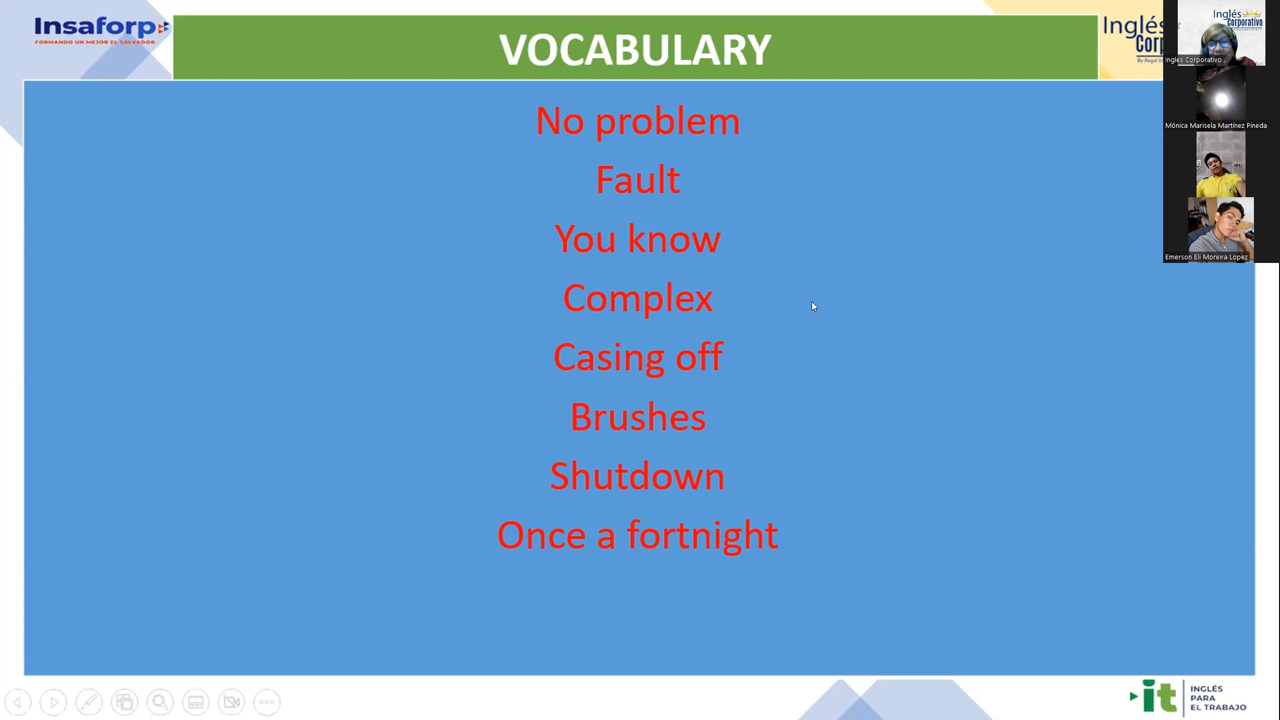 Insaforp
FORMANDO UN MEJOR EL SALVADOR
VOCABULARY
Inglés
Corp
Inglés
Corporativo
Inglés Corporativo
Mónica Marisela Martínez Pineda
Emerson Eli Moreira Lopez
No problem
Fault
You know
Complex
Casing off
Brushes
Shutdown
Once a fortnight
it
INGLÉS
PARA
EL TRABAJO